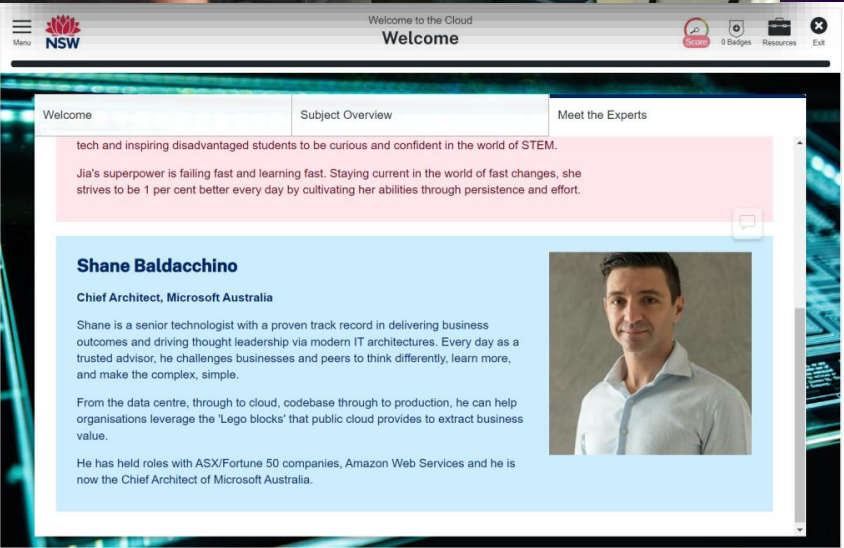 Welcome to the Cloud
Welcome
Menu
NSW
Score
0 Badges
Resources
Exit
Welcome
Subject Overview
Meet the Experts
tech and inspiring disadvantaged students to be curious and confident in the world of STEM.
Jia's superpower is failing fast and learning fast. Staying current in the world of fast changes, she
strives to be 1 per cent better every day by cultivating her abilities through persistence and effort.
Shane Baldacchino
Chief Architect, Microsoft Australia
Shane is a senior technologist with a proven track record in delivering business
outcomes and driving thought leadership via modern IT architectures. Every day as a
trusted advisor, he challenges businesses and peers to think differently, learn more,
and make the complex, simple.
From the data centre, through to cloud, codebase through to production, he can help
organisations leverage the 'Lego blocks' that public cloud provides to extract business
value.
He has held roles with ASX/Fortune 50 companies, Amazon Web Services and he is
now the Chief Architect of Microsoft Australia.